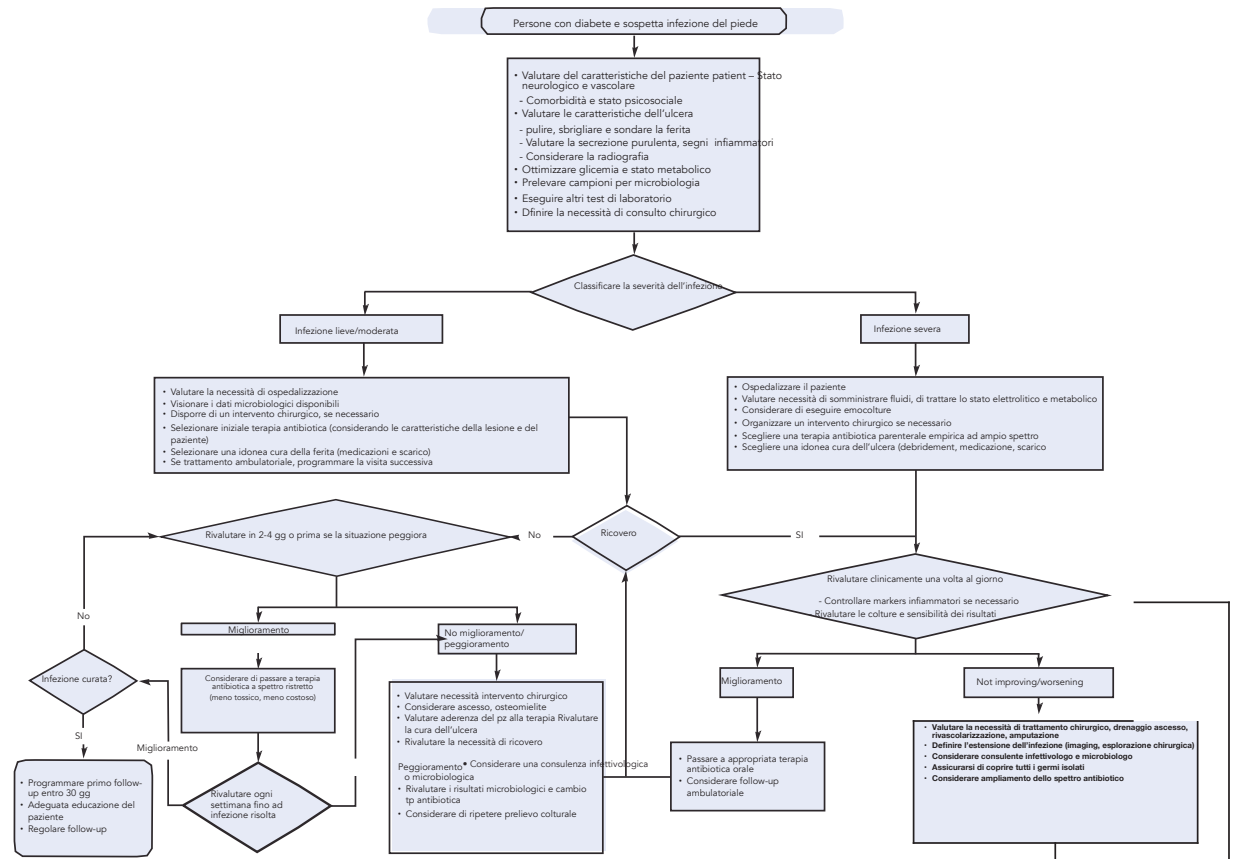 Persone con diabete e sospetta infezione del piede
• Valutare del caratteristiche del paziente patient – Stato
neurologico e vascolare
- Comorbidità e stato psicosociale
• Valutare le caratteristiche dell'ulcera
- pulire, sbrigliare e sondare la ferita
- Valutare la secrezione purulenta, segni infiammatori
- Considerare la radiografia
• Ottimizzare glicemia e stato metabolico
• Prelevare campioni per microbiologia
• Eseguire altri test di laboratorio
• Dfinire la necessità di consulto chirurgico
Classificare la severità dell'infezione
Infezione lieve/moderata
Infezione severa
• Valutare la necessità di ospedalizzazione
• Visionare i dati microbiologici disponibili
• Disporre di un intervento chirurgico, se necessario
• Selezionare iniziale terapia antibiotica (considerando le caratteristiche della lesione e del
paziente)
• Selezionare una idonea cura della ferita (medicazioni e scarico)
• Se trattamento ambulatoriale, programmare la visita successiva
• Ospedalizzare il paziente
• Valutare necessità di somministrare fluidi, di trattare lo stato elettrolitico e metabolico
• Considerare di eseguire emocolture
• Organizzare un intervento chirurgico se necessario
• Scegliere una terapia antibiotica parenterale empirica ad ampio spettro
• Scegliere una idonea cura dell'ulcera (debridement, medicazione, scarico
Rivalutare in 2-4 gg o prima se la situazione peggiora
No
Ricovero
SI
Rivalutare clinicamente una volta al giorno
- Controllare markers infiammatori se necessario
- Rivalutare le colture e sensibilità dei risultati
No
Miglioramento
No miglioramento/
peggioramento
Infezione curata?
Considerare di passare a terapia
antibiotica a spettro ristretto
(meno tossico, meno costoso)
Miglioramento
Not improving/worsening
• Valutare necessità intervento chirurgico
• Considerare ascesso, osteomielite
• Valutare aderenza del pz alla terapia Rivalutare
la cura dell'ulcera
• Rivalutare la necessità di ricovero
Peggioramento • Considerare una consulenza infettivologica
o microbiologica
• Rivalutare i risultati microbiologici e cambio
tp antibiotica
• Considerare di ripetere prelievo colturale
SI
Miglioramento
• Passare a appropriata terapia
antibiotica orale
• Considerare follow-up
ambulatoriale
• Valutare la necessità di trattamento chirurgico, drenaggio ascesso,
rivascolarizzazione, amputazione
• Definire l'estensione dell'infezione (imaging, esplorazione chirurgica)
• Considerare consulente infettivologo e microbiologo
• Assicurarsi di coprire tutti i germi isolati
• Considerare ampliamento dello spettro antibiotico
• Programmare primo follow-
up entro 30 gg
• Adeguata educazione del
paziente
• Regolare follow-up
Rivalutare ogni
settimana fino ad
infezione risolta